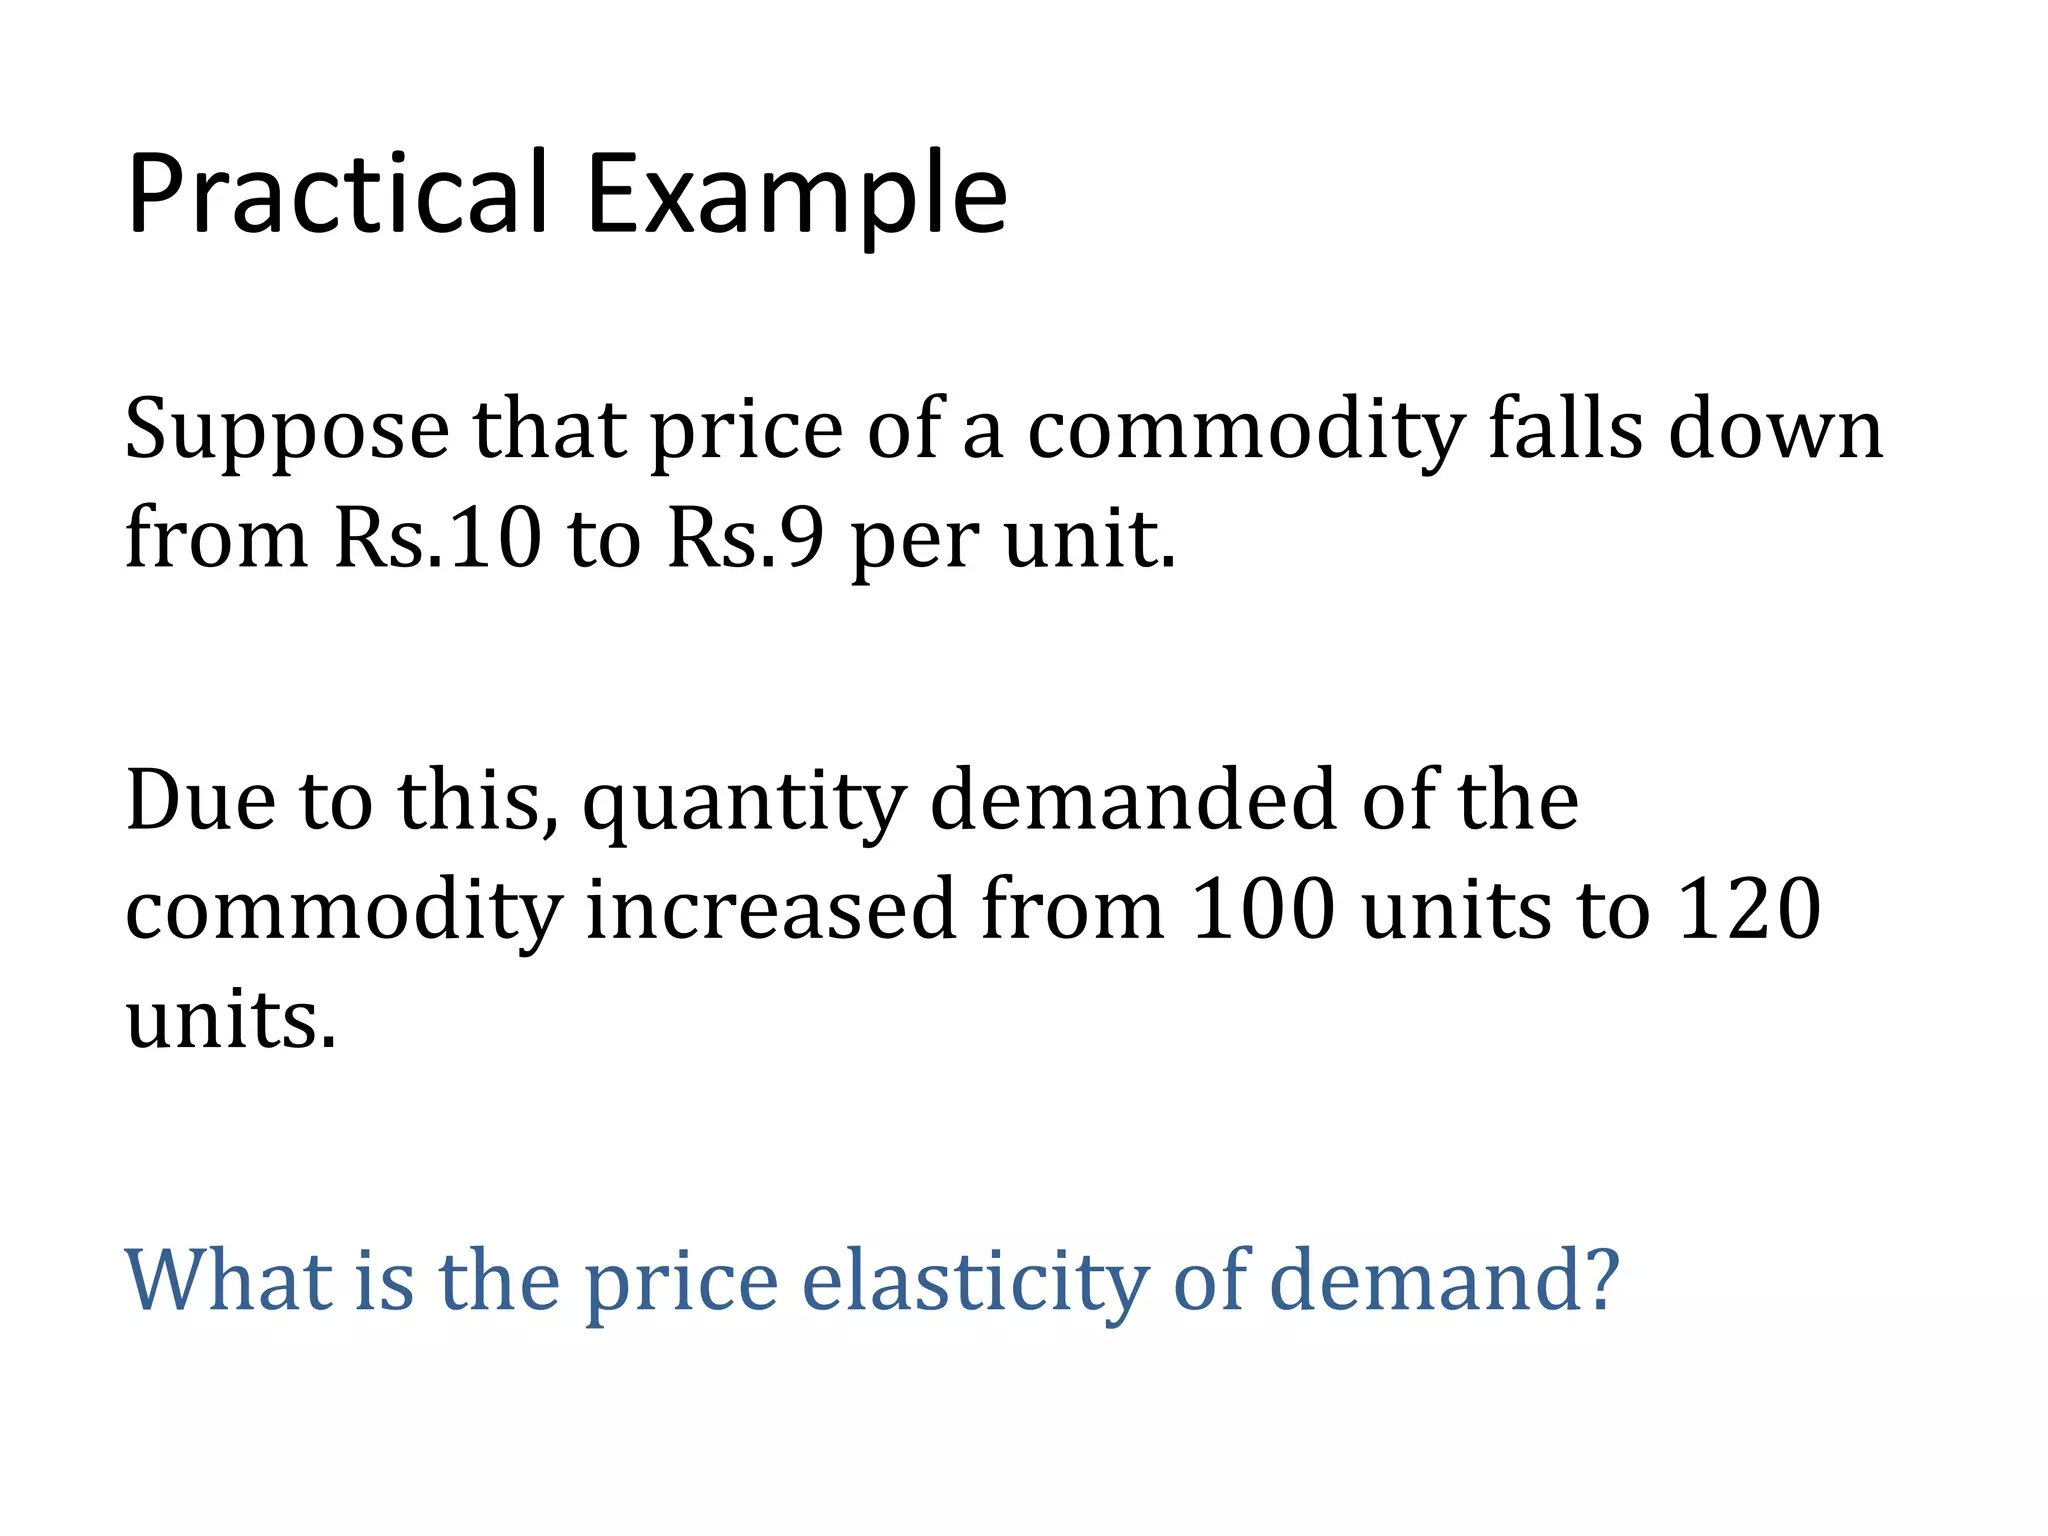 Practical Example
Suppose that price of a commodity falls down
from Rs.10 to Rs.9 per unit.
Due to this, quantity demanded of the
commodity increased from 100 units to 120
units.
What is the price elasticity of demand?